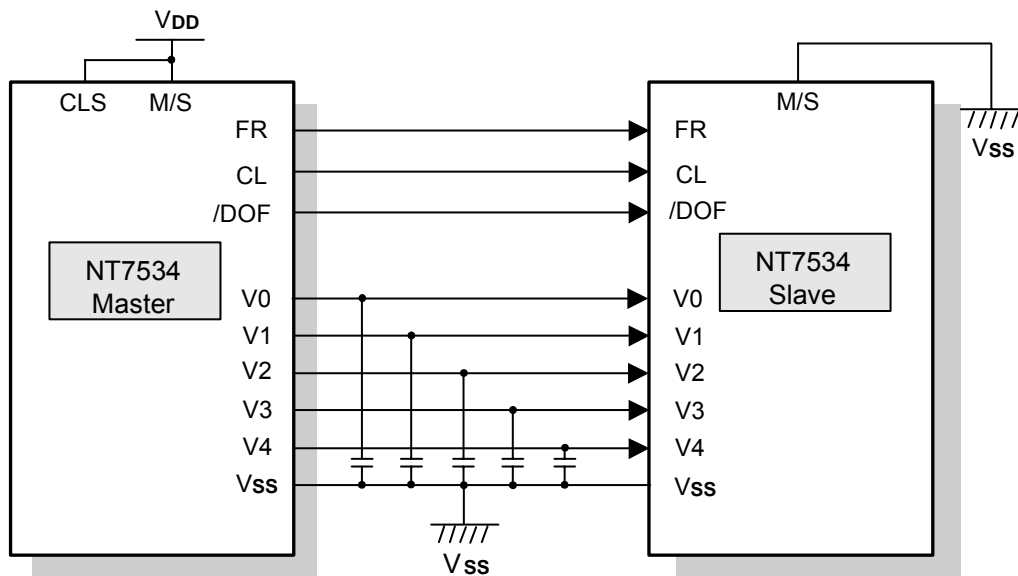 VDD
CLS M/S
FR
CL
/DOF
NT7534
Master
V0
V1
V2
V3
V4
VSS
VSS
M/S
VSS
FR
CL
/DOF
NT7534
Slave
V0
V1
V2
V3
V4
VSS